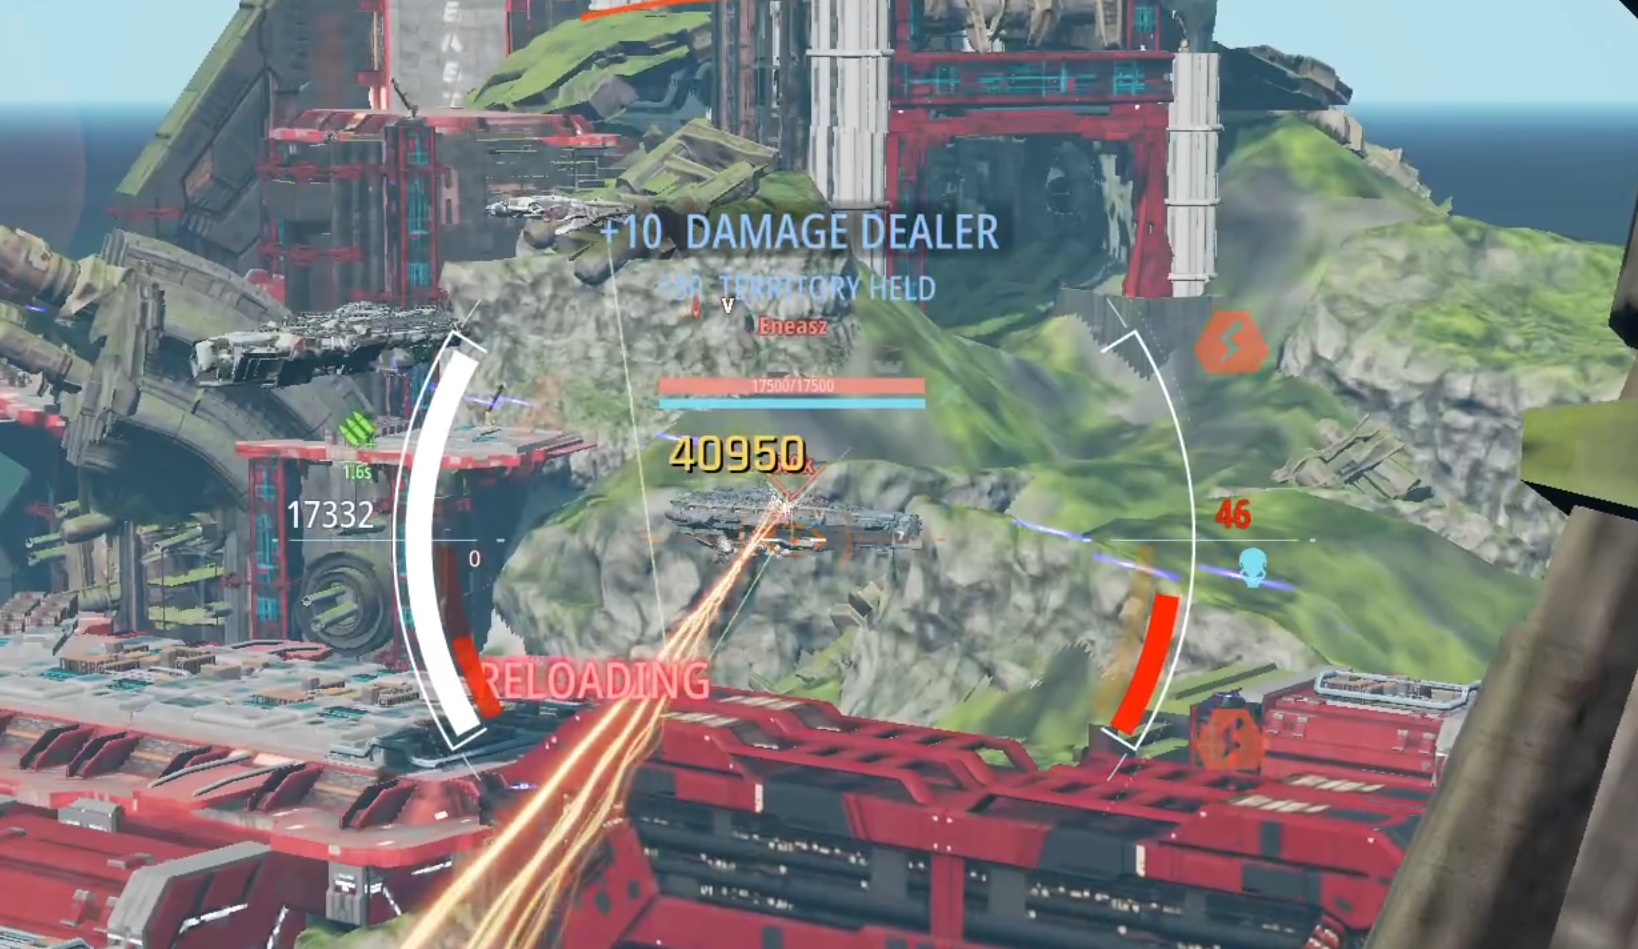 +10 DAMAGE DEALER
TERRITORY HELD
V
Eneasz
17500/17500
40950
1.6s
17332
46
0
RELOADING